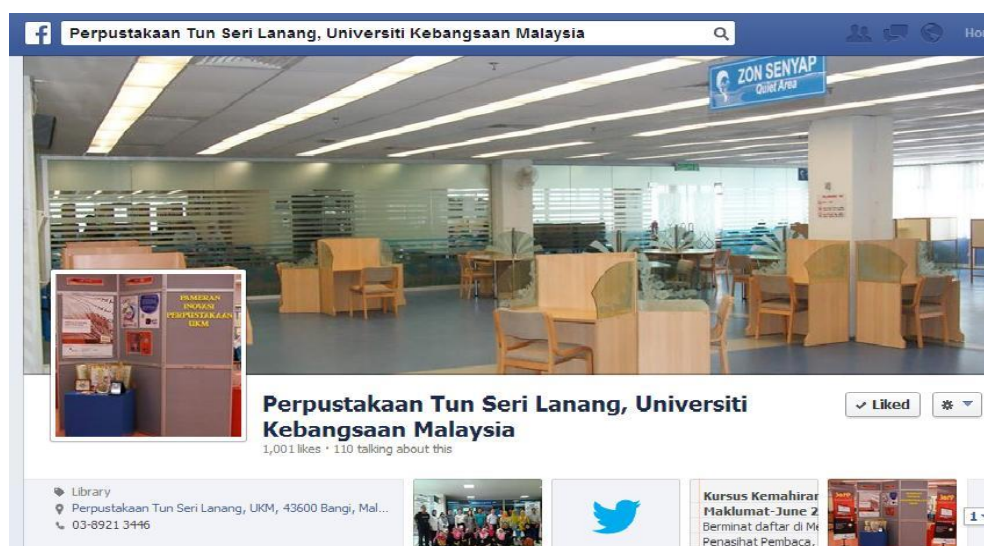 f
Perpustakaan Tun Seri Lanang, Universiti Kebangsaan Malaysia
ZON SENYAP
Quiet Area
PAMERAN
INOVASI
PERPUSTAKAAN
UKM
Perpustakaan Tun Seri Lanang, Universiti
Kebangsaan Malaysia
1,001 likes · 110 talking about this
✓ Liked
Library
Perpustakaan Tun Seri Lanang, UKM, 43600 Bangi, Mal...
03-8921 3446
Kursus Kemahiran
Maklumat-June 2
Berminat daftar di Me
Penasihat Pembaca,
1